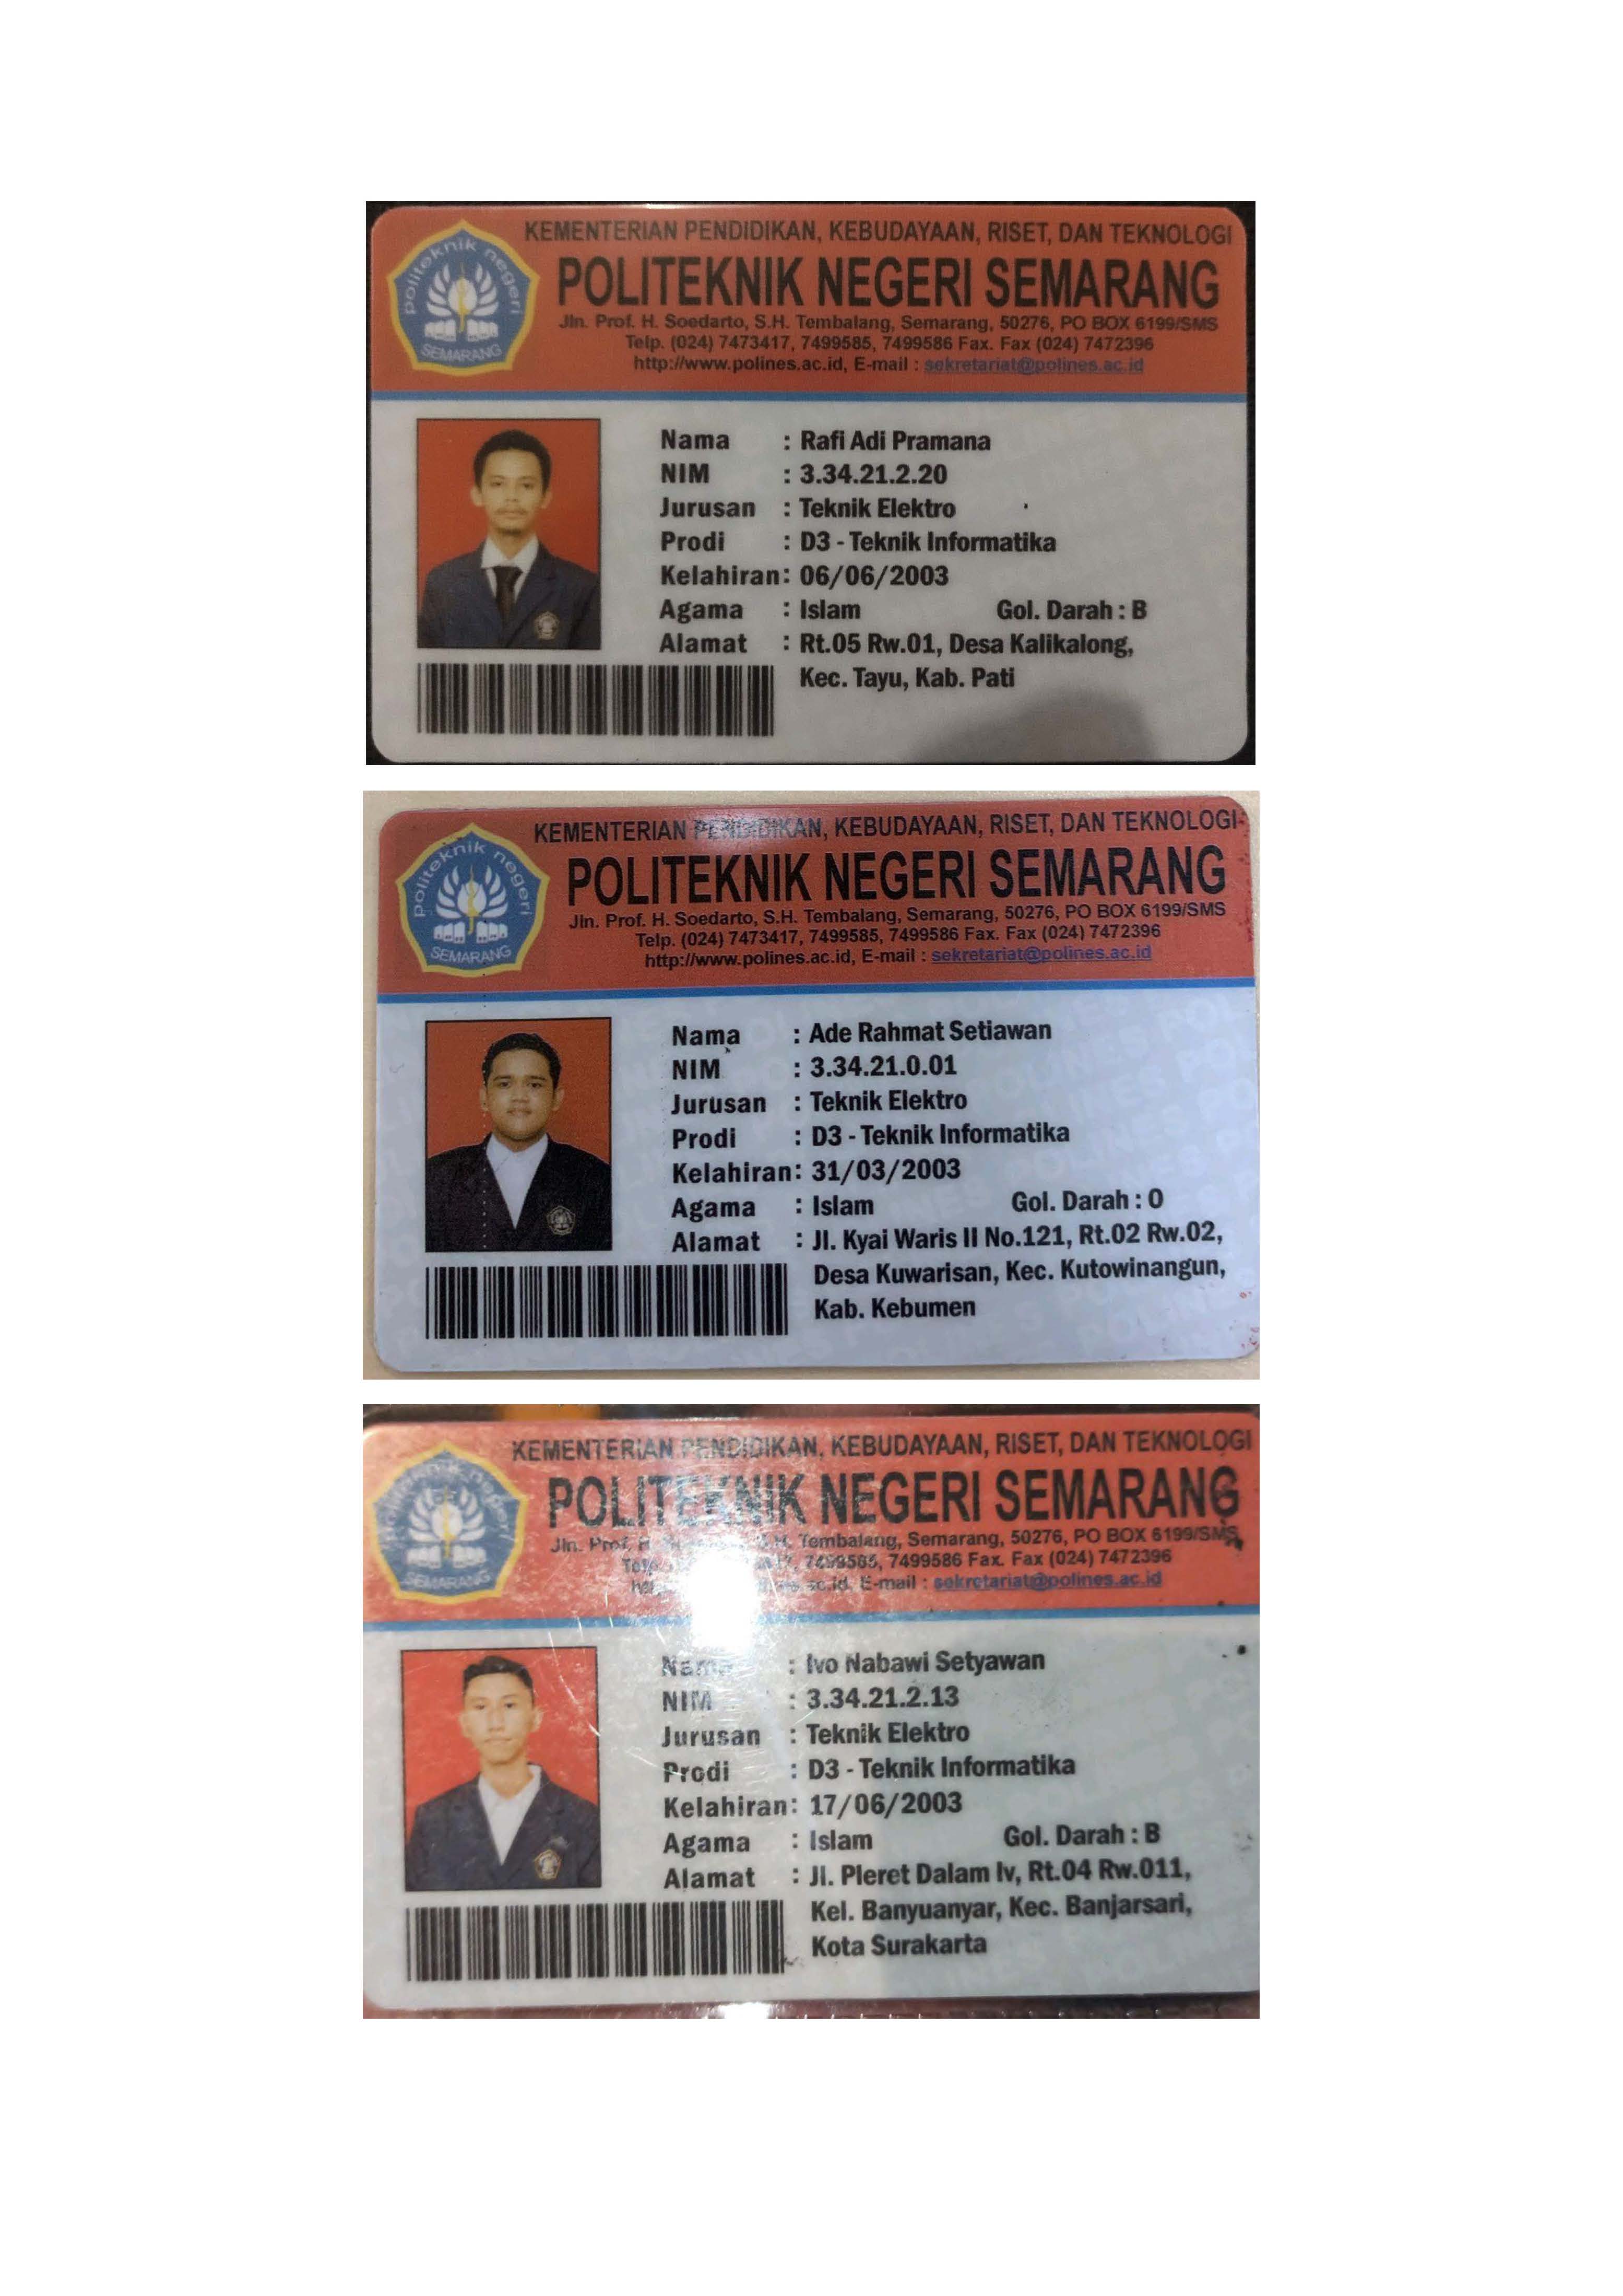 KEMENTERIAN PENDIDIKAN, KEBUDAYAAN, RISET, DAN TEKNOLOGI
POLITEKNIK NEGERI SEMARANG
Jln. Prof. H. Soedarto, S.H. Tembalang, Semarang, 50276, PO BOX 6199/SMS
Telp. (024) 7473417, 7499585, 7499586 Fax. Fax (024) 7472396
http://www.polines.ac.id, E-mail : sekretariat@polines.ac.id
politeknik negeri
SEMARANG
Nama : Rafi Adi Pramana
NIM : 3.34.21.2.20
Jurusan : Teknik Elektro
Prodi : D3 - Teknik Informatika
Kelahiran: 06/06/2003
Agama : Islam Gol. Darah : B
Alamat : Rt.05 Rw.01, Desa Kalikalong,
Kec. Tayu, Kab. Pati
KEMENTERIAN PENDIDIKAN, KEBUDAYAAN, RISET, DAN TEKNOLOGI
POLITEKNIK NEGERI SEMARANG
Jln. Prof. H. Soedarto, S.H. Tembalang, Semarang, 50276, PO BOX 6199/SMS
Telp. (024) 7473417, 7499585, 7499586 Fax. Fax (024) 7472396
http://www.polines.ac.id, E-mail : sekretariat@polines.ac.id
politeknik negeri
SEMARANG
Nama : Ade Rahmat Setiawan
NIM : 3.34.21.0.01
Jurusan : Teknik Elektro
Prodi : D3 - Teknik Informatika
Kelahiran: 31/03/2003
Agama : Islam Gol. Darah : O
Alamat : Jl. Kyai Waris II No.121, Rt.02 Rw.02,
Desa Kuwarisan, Kec. Kutowinangun,
Kab. Kebumen
KEMENTERIAN PENDIDIKAN, KEBUDAYAAN, RISET, DAN TEKNOLOGI
POLITEKNIK NEGERI SEMARANG
Jln. Prof. Tembalang, Semarang, 50276, PO BOX 6199/SMS
7499585, 7499586 Fax. Fax (024) 7472396
E-mail : sekretariat@polines.ac.id
politeknik negeri
SEMARANG
Nama : Ivo Nabawi Setyawan
NIM : 3.34.21.2.13
Jurusan : Teknik Elektro
Prodi : D3 - Teknik Informatika
Kelahiran: 17/06/2003
Agama : Islam Gol. Darah : B
Alamat : Jl. Pleret Dalam Iv, Rt.04 Rw.011,
Kel. Banyuanyar, Kec. Banjarsari,
Kota Surakarta